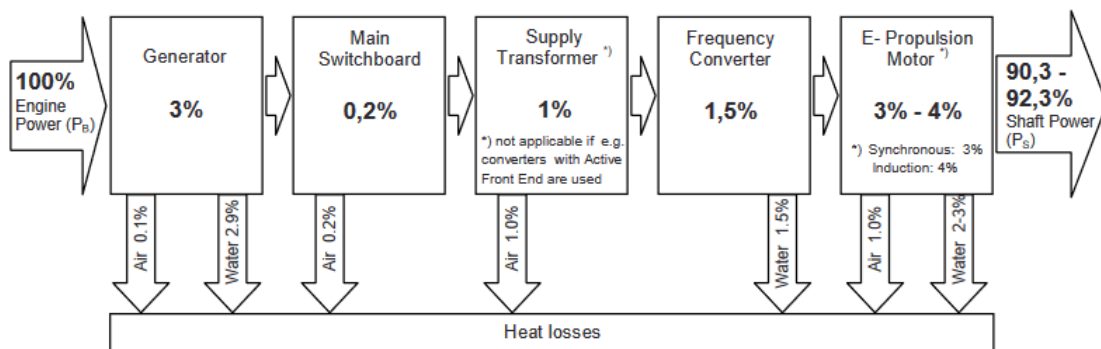 100%
Engine
Power (P_B)
Generator
3%
Main
Switchboard
0,2%
Supply
Transformer *)
1%
*) not applicable if e.g.
converters with Active
Front End are used
Frequency
Converter
1,5%
E- Propulsion
Motor *)
3% - 4%
*) Synchronous: 3%
Induction: 4%
90,3 -
92,3%
Shaft Power
(P_S)
Air 0.1%
Water 2.9%
Air 0.2%
Air 1.0%
Water 1.5%
Air 1.0%
Water 2-3%
Heat losses